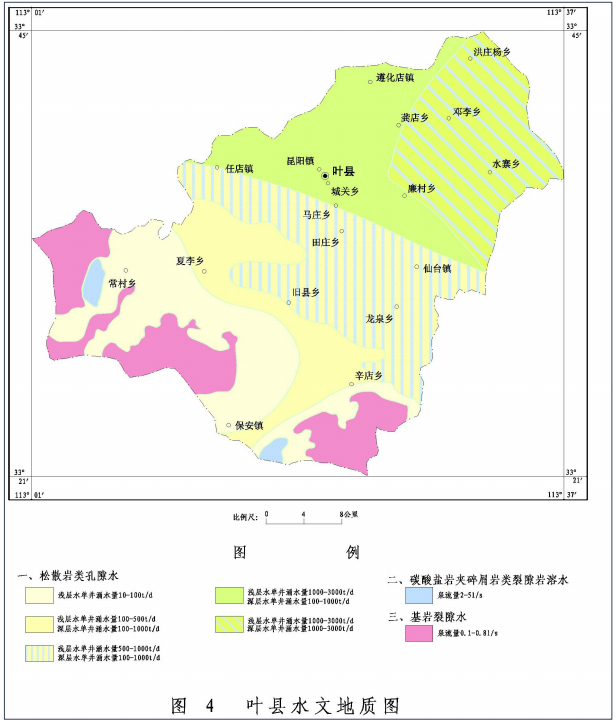 113° 01′
113° 37′
33°
45′
33°
45′
洪庄杨乡
遵化店镇
龚店乡
邓李乡
水寨乡
任店镇
昆阳镇
叶县
城关乡
廉村乡
马庄乡
田庄乡
仙台镇
夏李乡
常村乡
旧县乡
龙泉乡
辛店乡
保安镇
33°
21′
33°
21′
113° 01′
113° 37′
比例尺: 0 4 8公里
图 例
一、松散岩类孔隙水
浅层水单井涌水量10-100t/d
浅层水单井涌水量100-500t/d
深层水单井涌水量100-1000t/d
浅层水单井涌水量500-1000t/d
深层水单井涌水量100-1000t/d
浅层水单井涌水量1000-3000t/d
深层水单井涌水量100-1000t/d
浅层水单井涌水量1000-3000t/d
深层水单井涌水量1000-3000t/d
二、碳酸盐岩夹碎屑岩类裂隙岩溶水
泉流量2-5l/s
三、基岩裂隙水
泉流量0.1-0.8l/s
图 4 叶县水文地质图